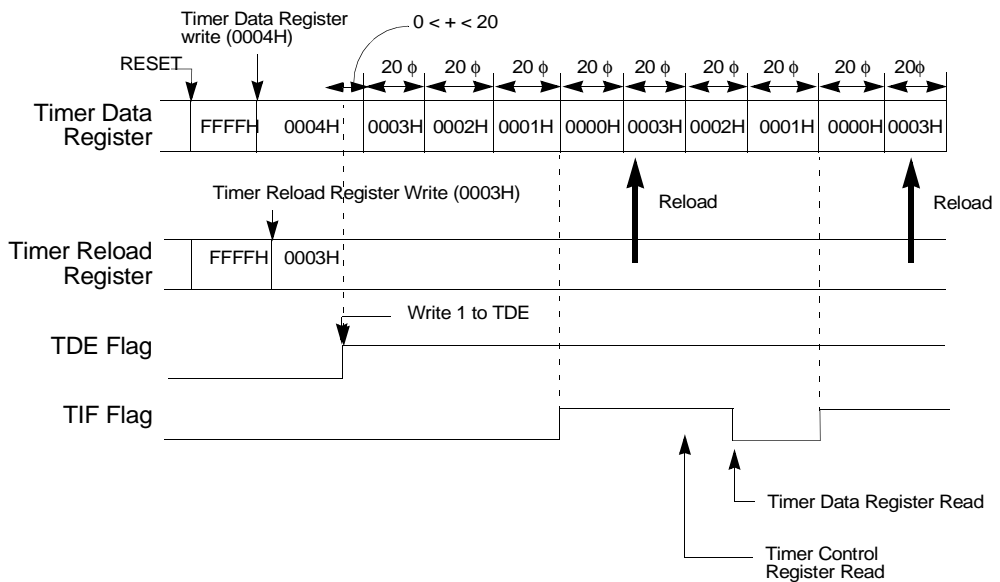 Timer Data Register
write (0004H)
0 < + < 20
RESET
20 ϕ 20 ϕ 20 ϕ 20 ϕ 20 ϕ 20 ϕ 20 ϕ 20 ϕ 20ϕ
Timer Data
Register
FFFFH 0004H 0003H 0002H 0001H 0000H 0003H 0002H 0001H 0000H 0003H
Timer Reload Register Write (0003H)
Reload
Reload
Timer Reload
Register
FFFFH 0003H
Write 1 to TDE
TDE Flag
TIF Flag
Timer Data Register Read
Timer Control
Register Read